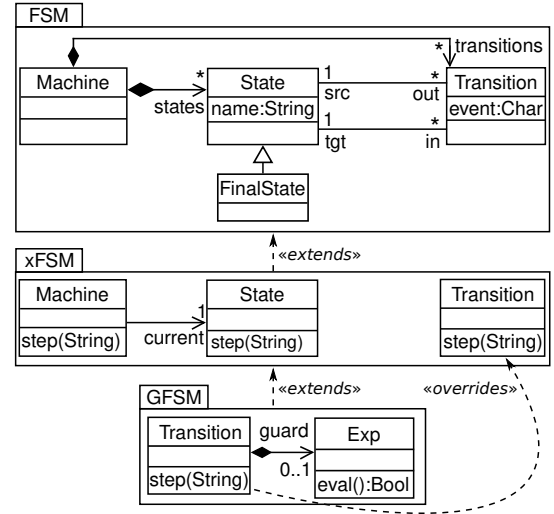 FSM
* transitions
Machine
* State 1 * Transition
states name:String src out event:Char
1 *
tgt in
FinalState
«extends»
xFSM
Machine 1 State Transition
step(String) current step(String) step(String)
«extends» «overrides»
GFSM
Transition guard Exp
step(String) 0..1 eval():Bool